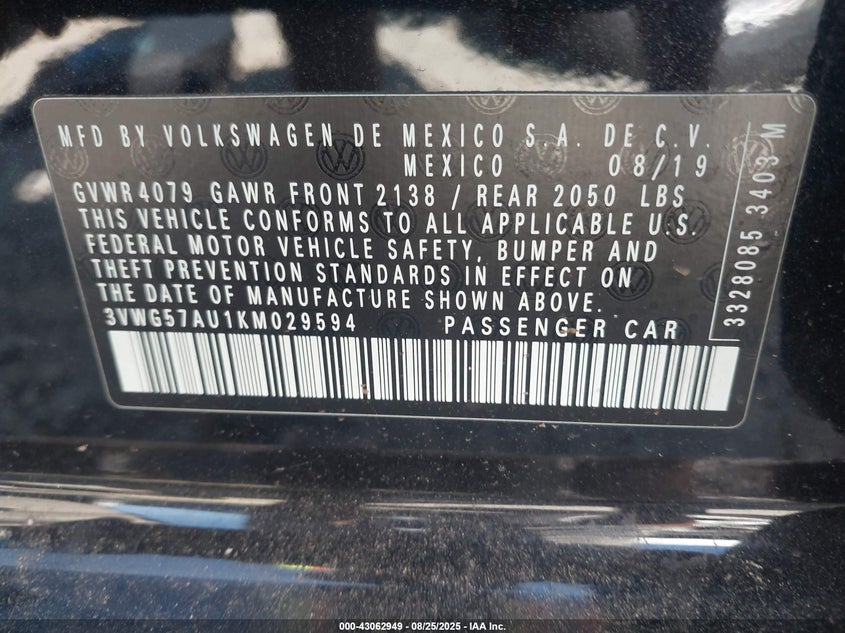 MFD BY VOLKSWAGEN DE MEXICO S.A. DE C.V.
MEXICO 08/19
GVWR 4079 GAWR FRONT 2138 / REAR 2050 LBS
THIS VEHICLE CONFORMS TO ALL APPLICABLE U.S.
FEDERAL MOTOR VEHICLE SAFETY, BUMPER AND
THEFT PREVENTION STANDARDS IN EFFECT ON
THE DATE OF MANUFACTURE SHOWN ABOVE.
3VWG57AU1KM029594 PASSENGER CAR
3328085 3403 M
000-43062949 - 08/25/2025 - IAA Inc.